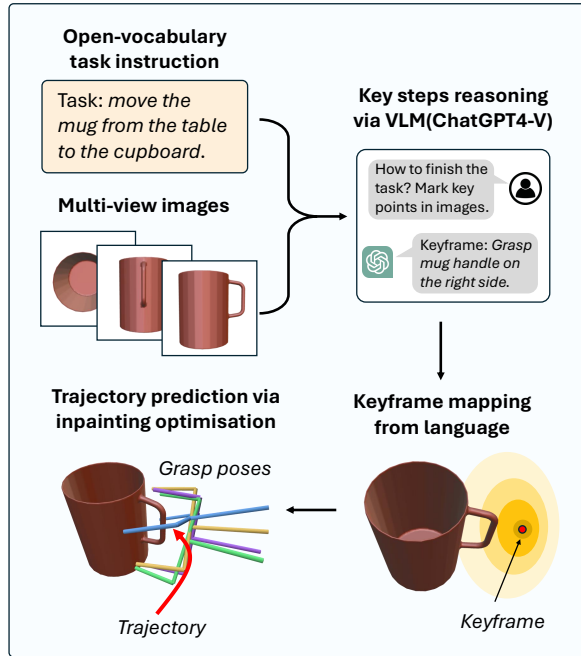 Open-vocabulary
task instruction
Task: move the
mug from the table
to the cupboard.
Multi-view images
Key steps reasoning
via VLM(ChatGPT4-V)
How to finish the
task? Mark key
points in images.
Keyframe: Grasp
mug handle on
the right side.
Keyframe mapping
from language
Keyframe
Trajectory prediction via
inpainting optimisation
Grasp poses
Trajectory